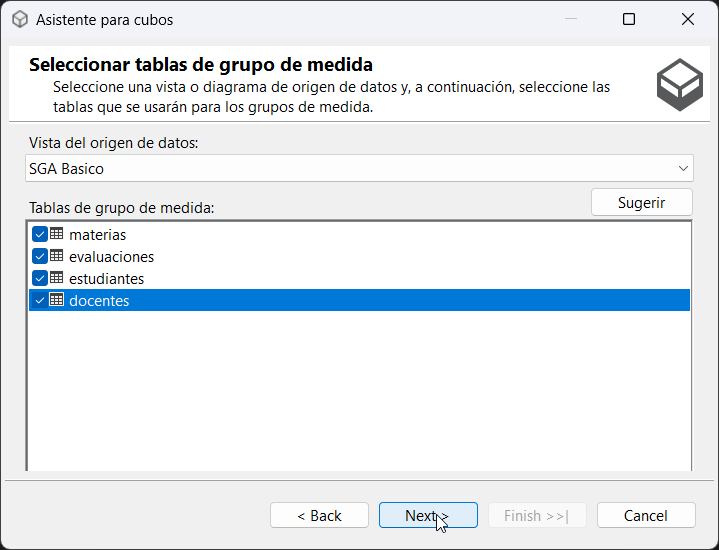 Asistente para cubos
Seleccionar tablas de grupo de medida
Seleccione una vista o diagrama de origen de datos y, a continuación, seleccione las
tablas que se usarán para los grupos de medida.
Vista del origen de datos:
SGA Basico
Sugerir
Tablas de grupo de medida:
materias
evaluaciones
estudiantes
docentes
< Back
Next >
Finish >>|
Cancel